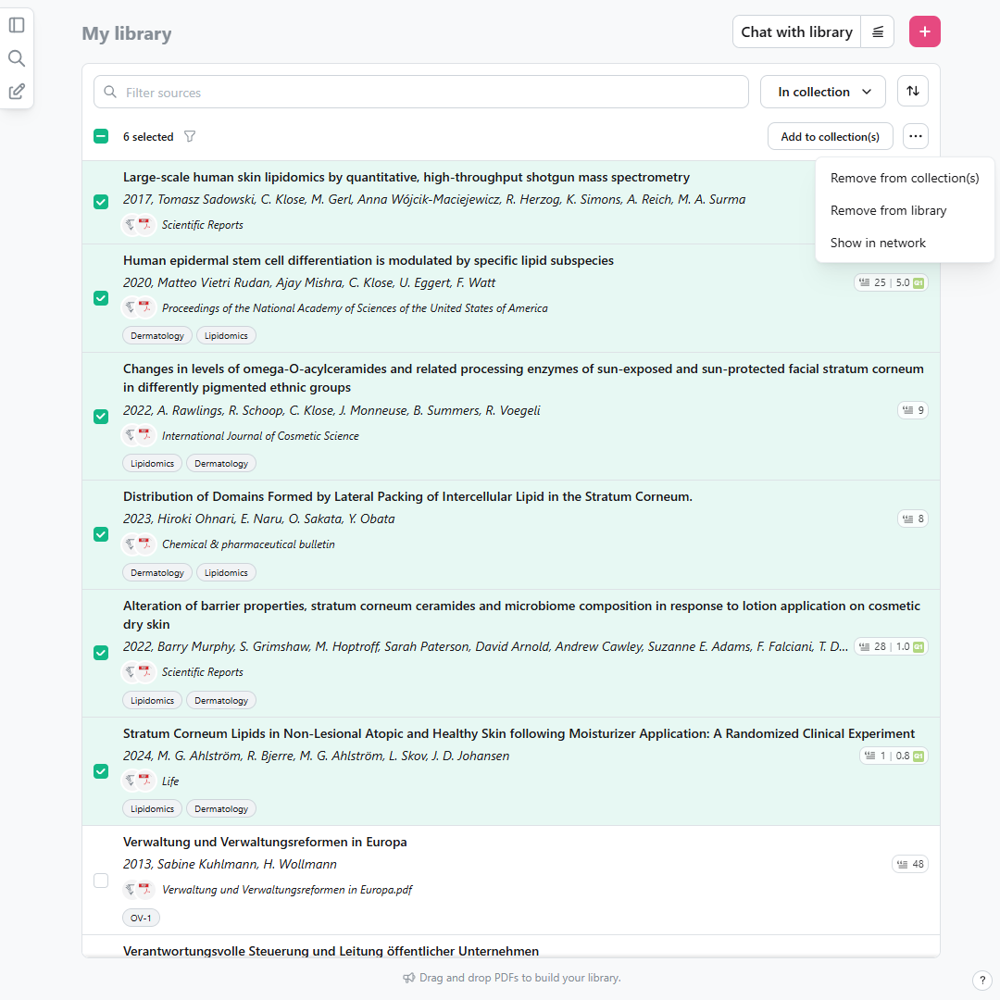 My library
Chat with library
Filter sources
In collection
6 selected
Add to collection(s)
Remove from collection(s)
Remove from library
Show in network
Large-scale human skin lipidomics by quantitative, high-throughput shotgun mass spectrometry
2017, Tomasz Sadowski, C. Klose, M. Gerl, Anna Wójcik-Maciejewicz, R. Herzog, K. Simons, A. Reich, M. A. Surma
Scientific Reports
Human epidermal stem cell differentiation is modulated by specific lipid subspecies
2020, Matteo Vietri Rudan, Ajay Mishra, C. Klose, U. Eggert, F. Watt
25 | 5.0 Q1
Proceedings of the National Academy of Sciences of the United States of America
Dermatology Lipidomics
Changes in levels of omega-O-acylceramides and related processing enzymes of sun-exposed and sun-protected facial stratum corneum
in differently pigmented ethnic groups
2022, A. Rawlings, R. Schoop, C. Klose, J. Monneuse, B. Summers, R. Voegeli
9
International Journal of Cosmetic Science
Lipidomics Dermatology
Distribution of Domains Formed by Lateral Packing of Intercellular Lipid in the Stratum Corneum.
2023, Hiroki Ohnari, E. Naru, O. Sakata, Y. Obata
8
Chemical & pharmaceutical bulletin
Dermatology Lipidomics
Alteration of barrier properties, stratum corneum ceramides and microbiome composition in response to lotion application on cosmetic
dry skin
2022, Barry Murphy, S. Grimshaw, M. Hoptroff, Sarah Paterson, David Arnold, Andrew Cawley, Suzanne E. Adams, F. Falciani, T. D...
28 | 1.0 Q1
Scientific Reports
Lipidomics Dermatology
Stratum Corneum Lipids in Non-Lesional Atopic and Healthy Skin following Moisturizer Application: A Randomized Clinical Experiment
2024, M. G. Ahlström, R. Bjerre, M. G. Ahlström, L. Skov, J. D. Johansen
1 | 0.8 Q1
Life
Lipidomics Dermatology
Verwaltung und Verwaltungsreformen in Europa
2013, Sabine Kuhlmann, H. Wollmann
48
Verwaltung und Verwaltungsreformen in Europa.pdf
OV-1
Verantwortungsvolle Steuerung und Leitung öffentlicher Unternehmen
Drag and drop PDFs to build your library.
?